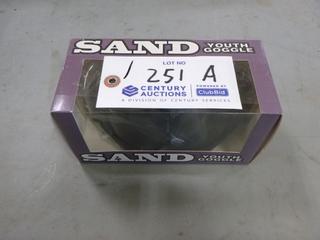 SAND YOUTH GOGGLE
LOT NO
1 251 A
CENTURY AUCTIONS
POWERED BY ClubBid
A DIVISION OF CENTURY SERVICES
SAND YOUTH GOGGLE